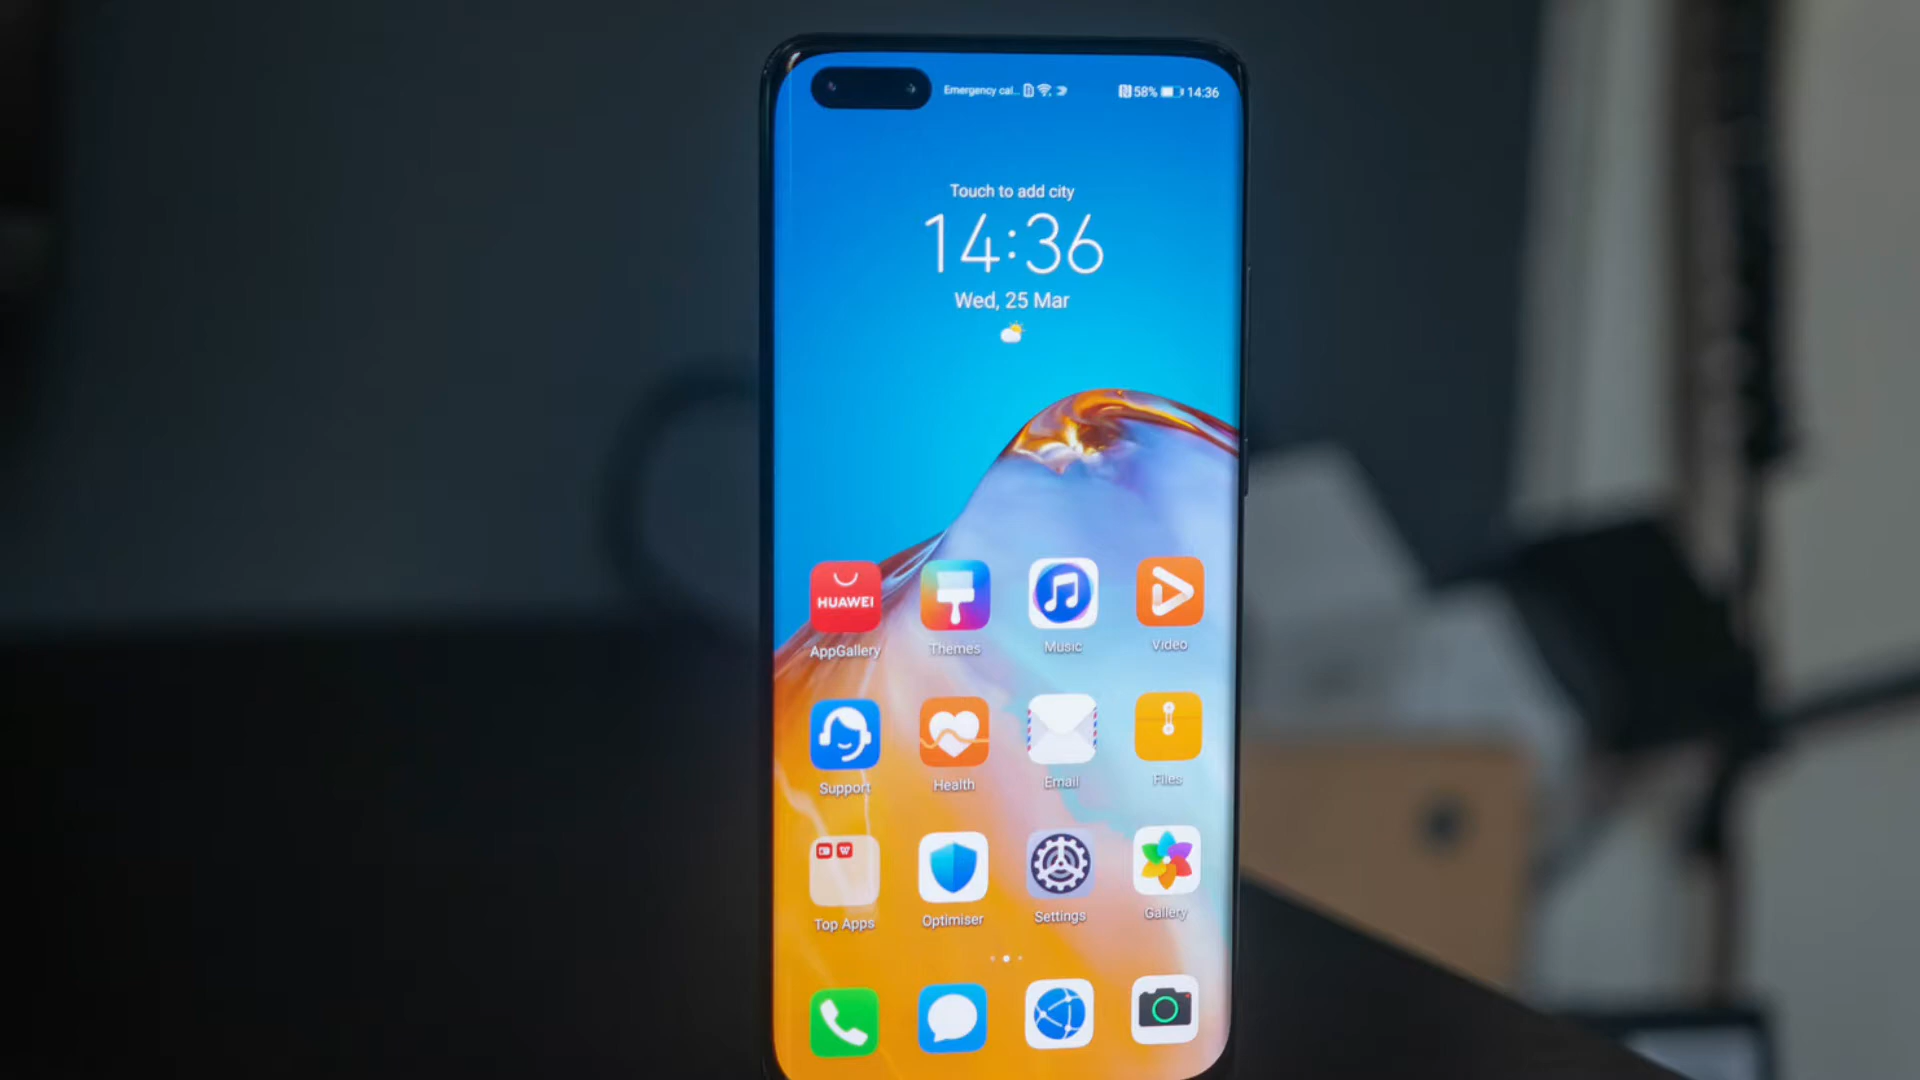 Emergency cal...
58% 14:36
Touch to add city
14:36
Wed, 25 Mar
HUAWEI
AppGallery
Themes
Music
Video
Support
Health
Email
Files
W
Top Apps
Optimiser
Settings
Gallery